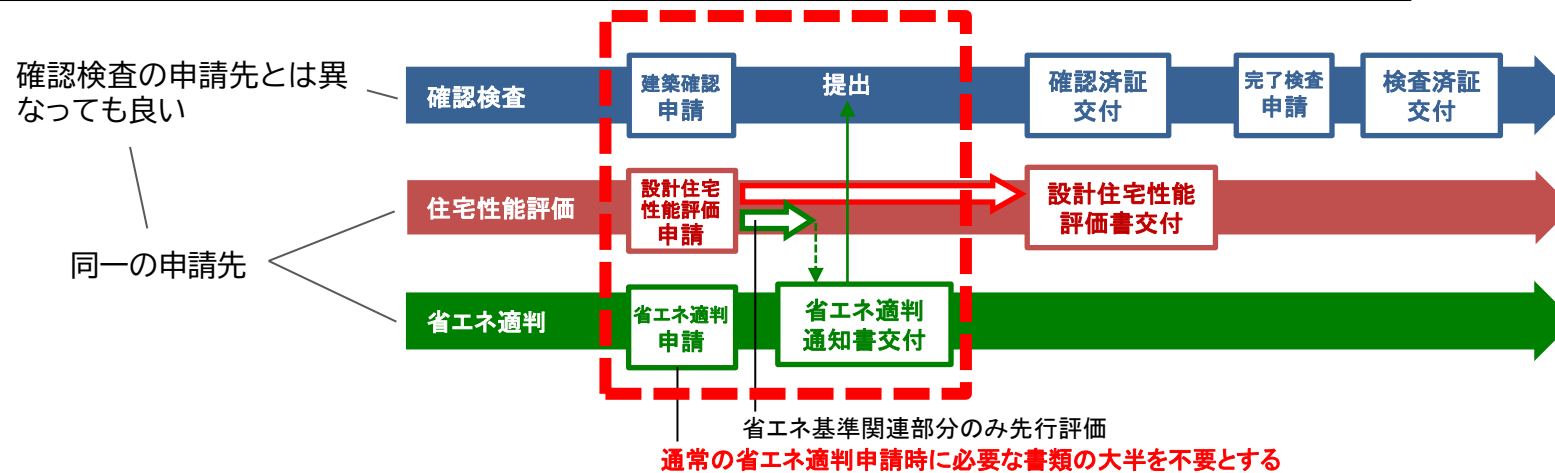 確認検査の申請先とは異
なっても良い
同一の申請先
確認検査
建築確認
申請
提出
確認済証
交付
完了検査
申請
検査済証
交付
住宅性能評価
設計住宅
性能評価
申請
設計住宅性能
評価書交付
省エネ適判
省エネ適判
申請
省エネ適判
通知書交付
省エネ基準関連部分のみ先行評価
通常の省エネ適判申請時に必要な書類の大半を不要とする